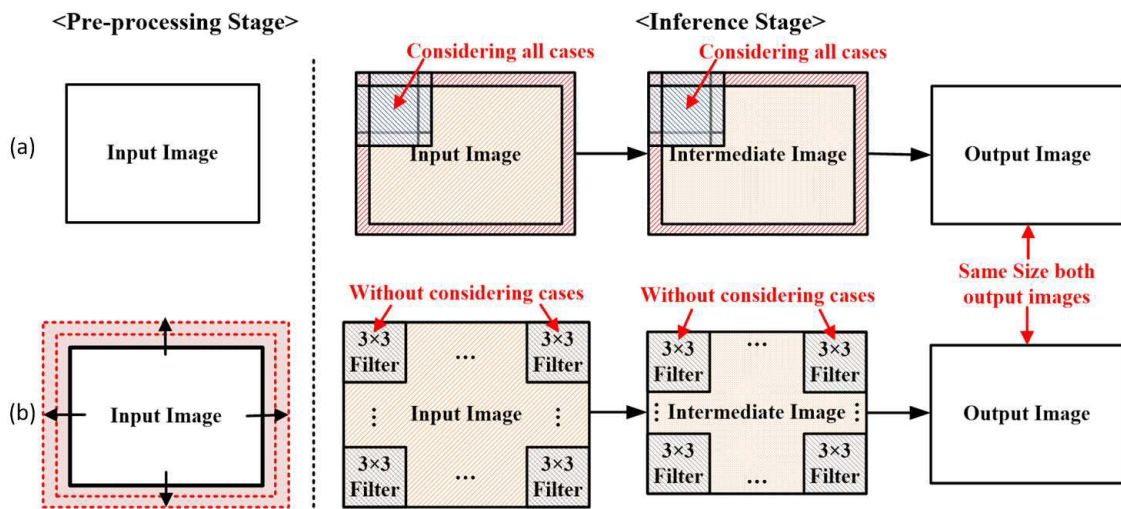 <Pre-processing Stage>
<Inference Stage>
Considering all cases
Considering all cases
(a)
Input Image
Input Image
Intermediate Image
Output Image
Same Size both
output images
Without considering cases
Without considering cases
3×3
Filter
...
3×3
Filter
3×3
Filter
...
3×3
Filter
(b)
Input Image
⋮
Input Image
⋮
⋮
Intermediate Image
⋮
Output Image
3×3
Filter
...
3×3
Filter
3×3
Filter
...
3×3
Filter